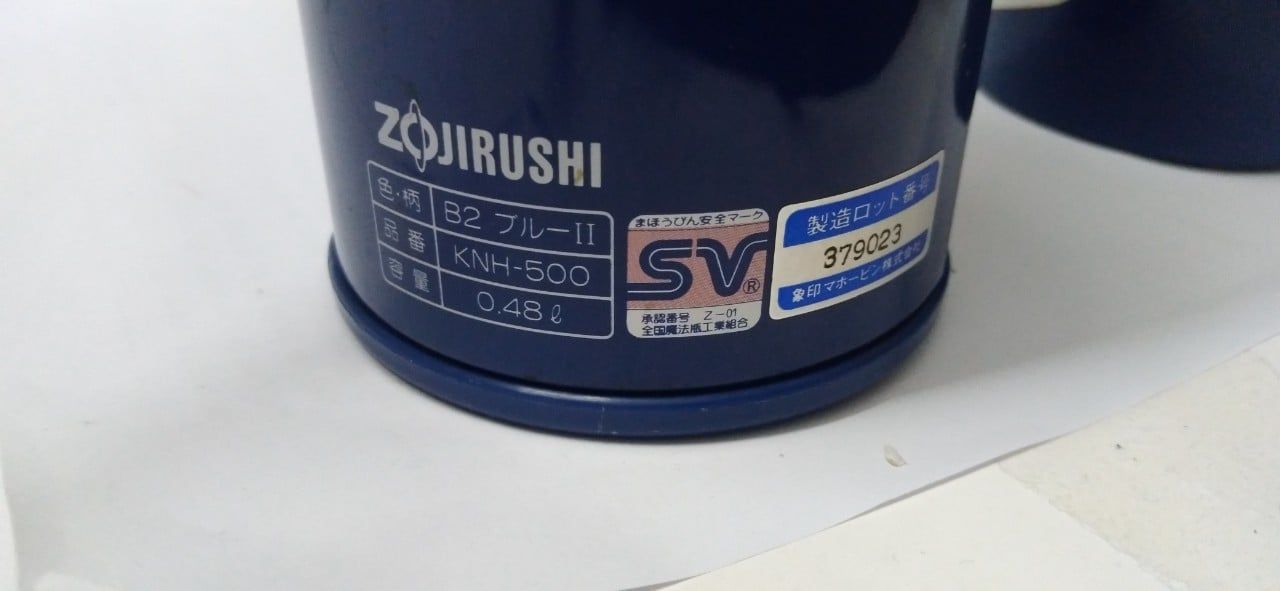 ZOJIRUSHI
色・柄 B2 ブルーII
品番 KNH-500
容量 0.48ℓ
まほうびん安全マーク
SV®
承認番号 Z-01
全国魔法瓶工業組合
製造ロット番号
379023
象印マホービン株式会社